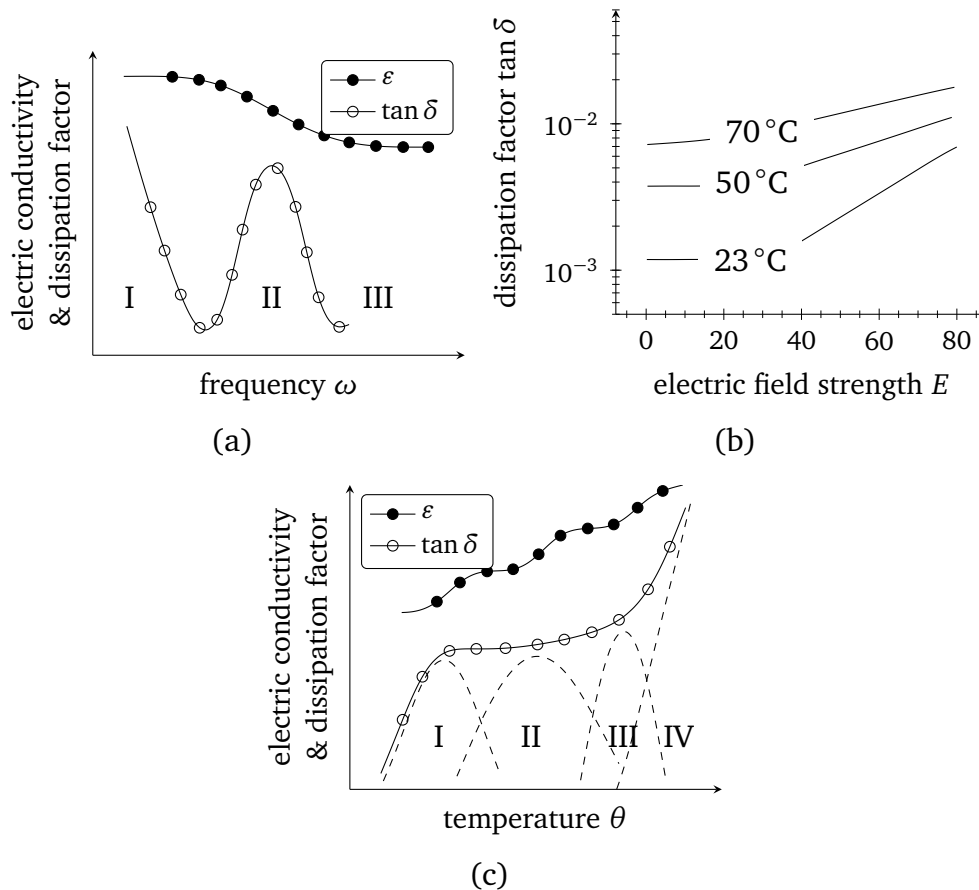 electric conductivity
& dissipation factor
ε
tan δ
I
II
III
frequency ω
(a)
dissipation factor tan δ
10⁻²
10⁻³
70 °C
50 °C
23 °C
0
20
40
60
80
electric field strength E
(b)
electric conductivity
& dissipation factor
ε
tan δ
I
II
III
IV
temperature θ
(c)